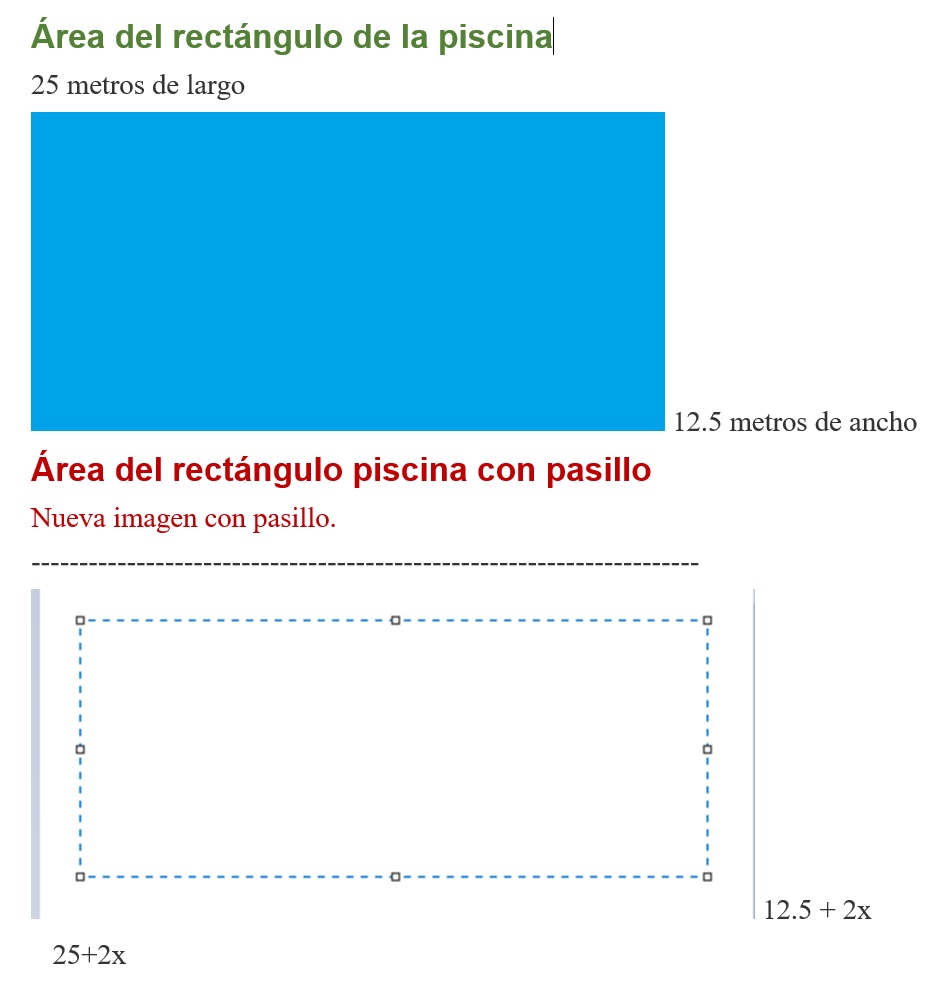 Área del rectángulo de la piscina
25 metros de largo
12.5 metros de ancho
Área del rectángulo piscina con pasillo
Nueva imagen con pasillo.
----------------------------------------------------------------------
12.5 + 2x
25+2x